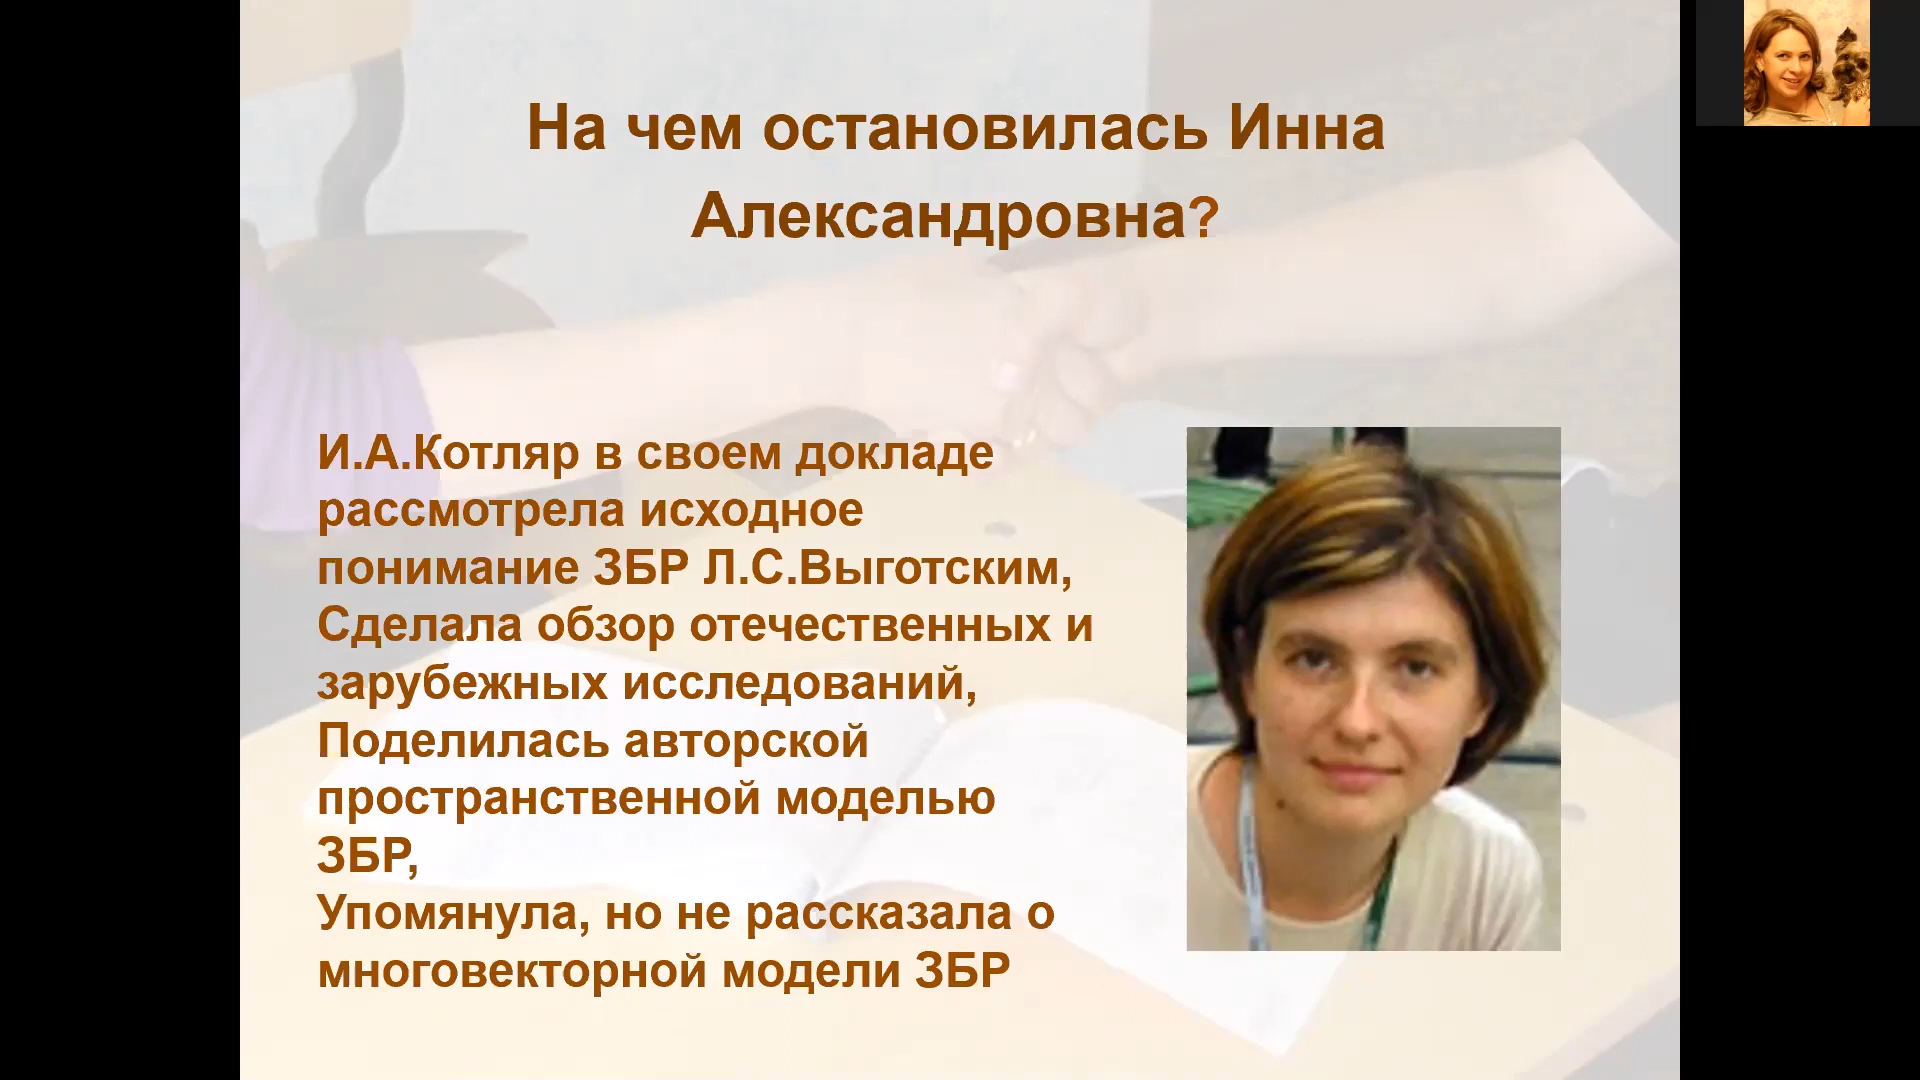 На чем остановилась Инна
Александровна?
И.А.Котляр в своем докладе
рассмотрела исходное
понимание ЗБР Л.С.Выготским,
Сделала обзор отечественных и
зарубежных исследований,
Поделилась авторской
пространственной моделью
ЗБР,
Упомянула, но не рассказала о
многовекторной модели ЗБР